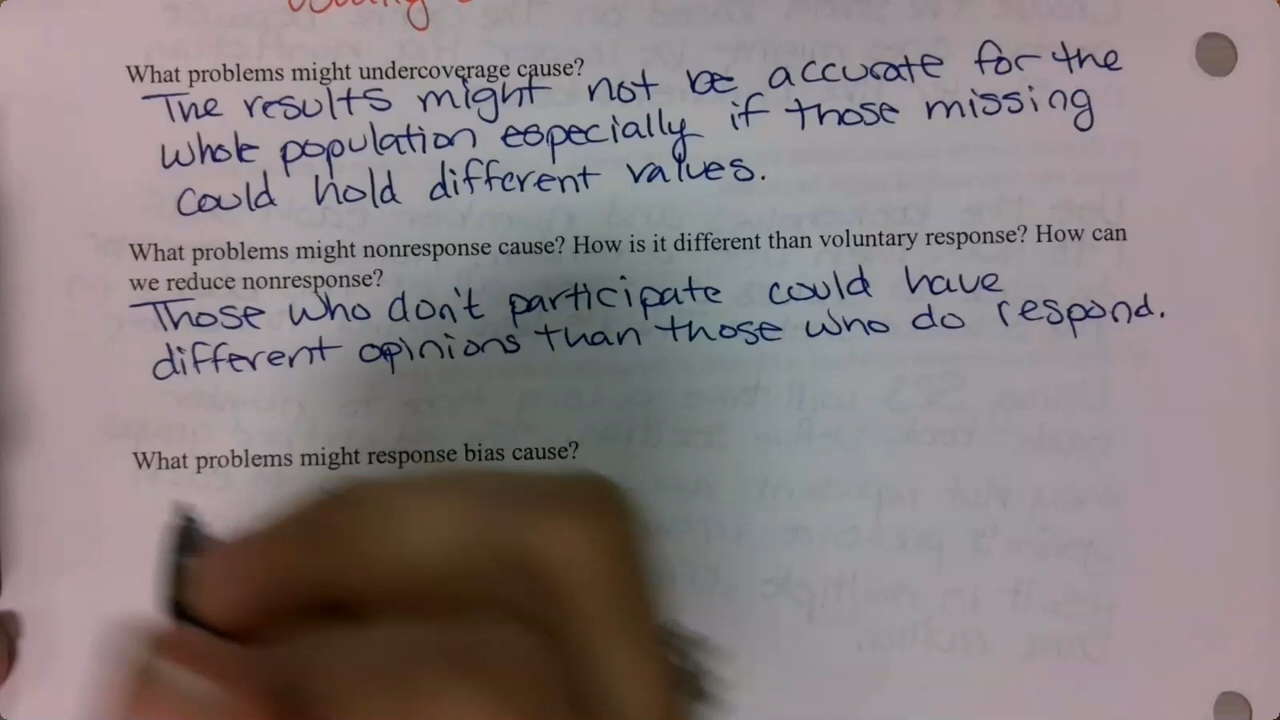 What problems might undercoverage cause?
The results might not be accurate for the
whole population especially if those missing
could hold different values.
What problems might nonresponse cause? How is it different than voluntary response? How can
we reduce nonresponse?
Those who don't participate could have
different opinions than those who do respond.
What problems might response bias cause?